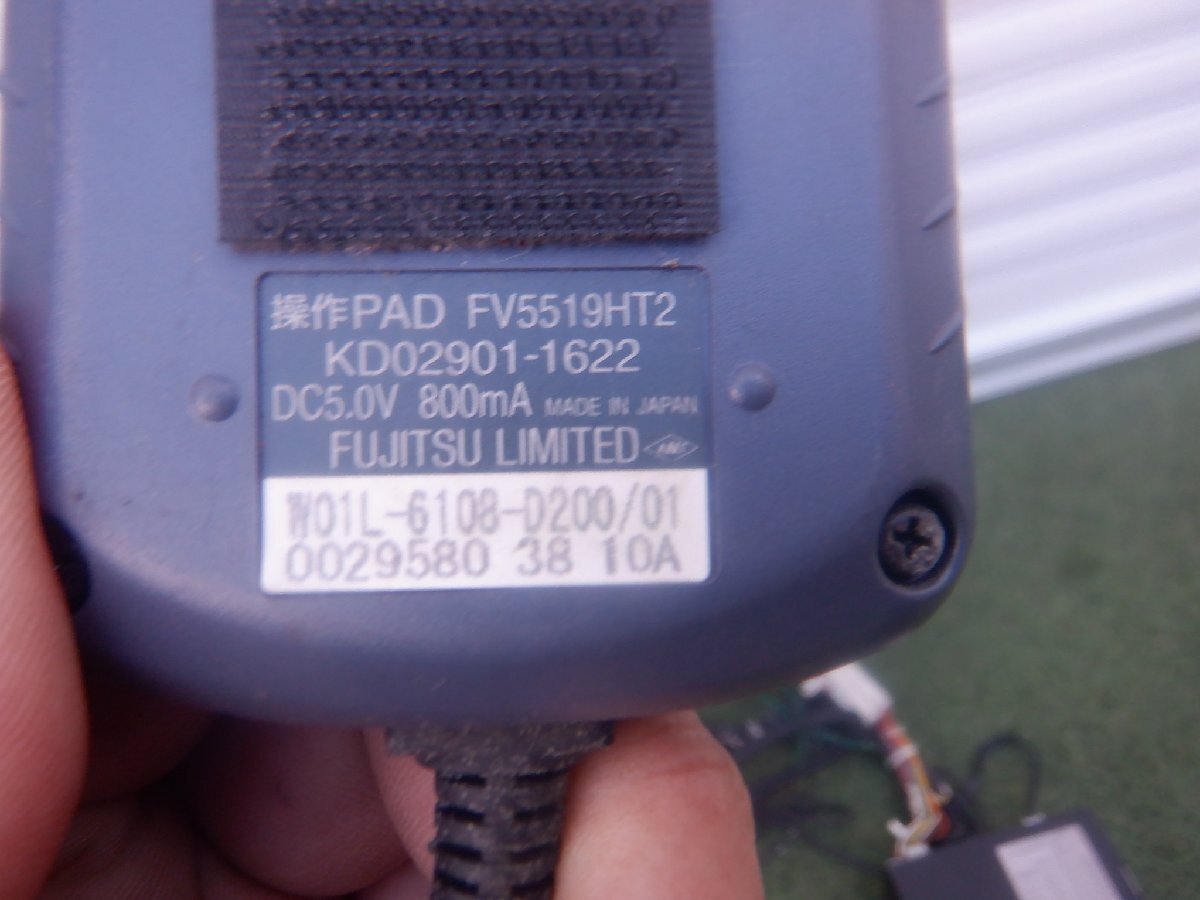 操作PAD FV5519HT2
KD02901-1622
DC5.0V 800mA MADE IN JAPAN
FUJITSU LIMITED
W01L-6108-D200/01
0029580 38 10A